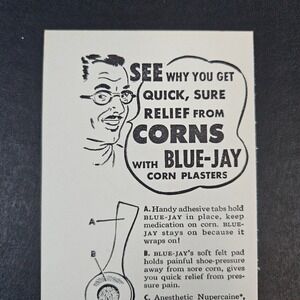 SEE WHY YOU GET
QUICK, SURE
RELIEF FROM
CORNS
WITH BLUE-JAY
CORN PLASTERS
A. Handy adhesive tabs hold
BLUE-JAY in place, keep
medication on corn. BLUE-
JAY stays on because it
wraps on!
A
B
B. BLUE-JAY'S soft felt pad
holds painful shoe-pressure
away from sore corn, gives
you quick relief from pres-
sure pain.
C. Anesthetic Nupercaine*,